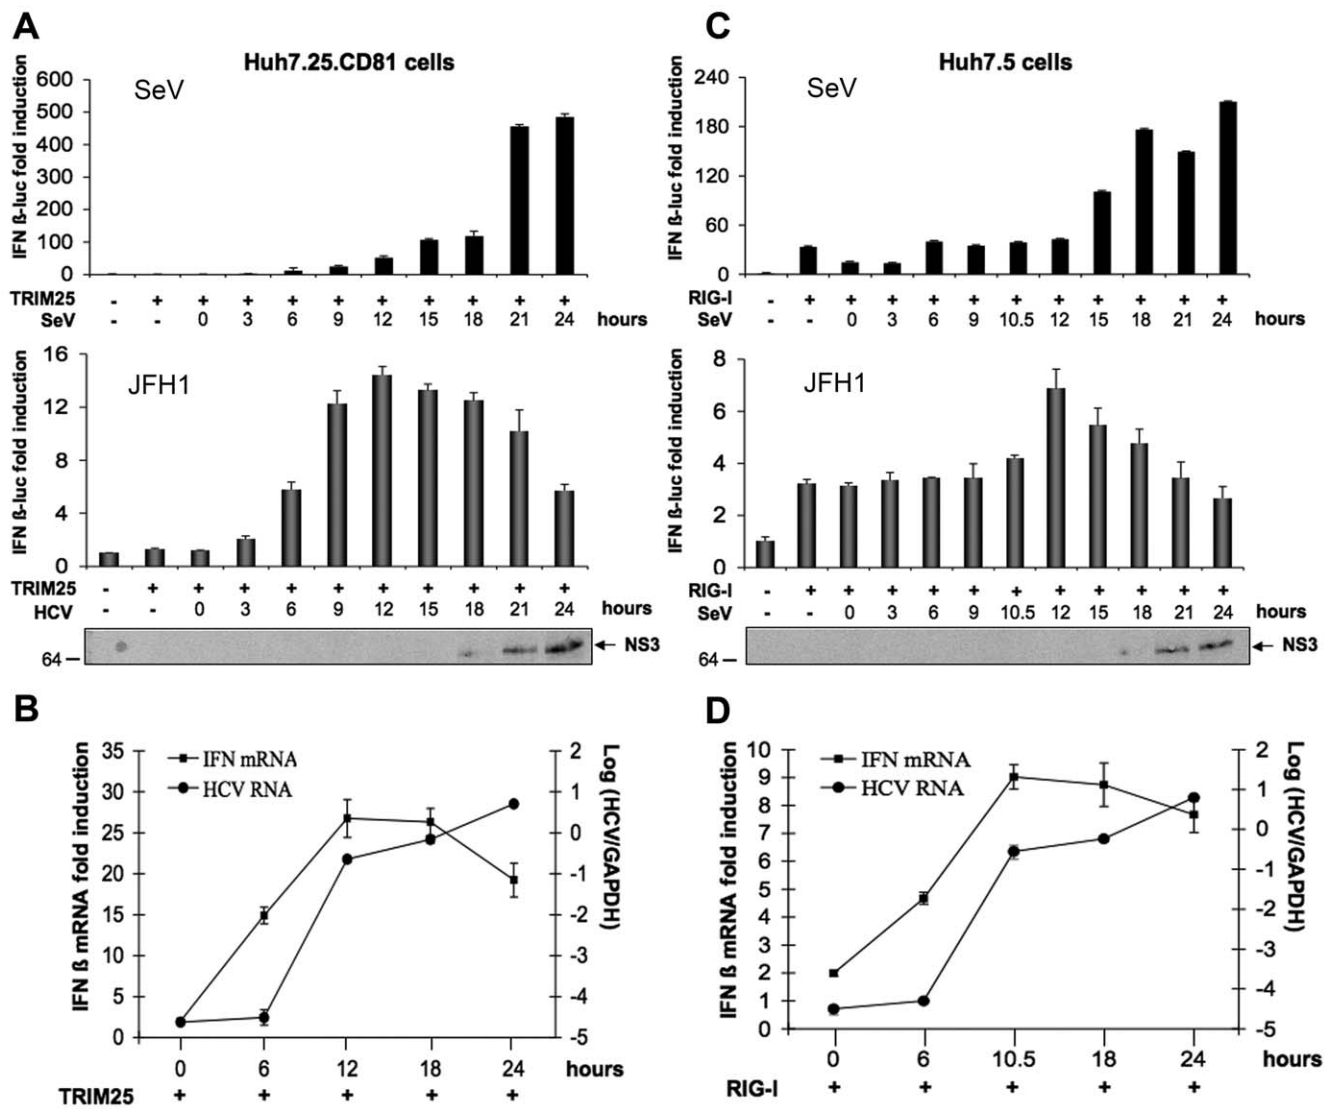 A
Huh7.25.CD81 cells
SeV
IFN ß-luc fold induction
600
500
400
300
200
100
0
TRIM25 - + + + + + + + + + +
SeV - - 0 3 6 9 12 15 18 21 24 hours
JFH1
IFN ß-luc fold induction
16
12
8
4
0
TRIM25 - + + + + + + + + + +
HCV - - 0 3 6 9 12 15 18 21 24 hours
64
NS3
B
IFN mRNA
HCV RNA
IFN ß mRNA fold induction
35
30
25
20
15
10
5
0
Log (HCV/GAPDH)
2
1
0
-1
-2
-3
-4
-5
0 6 12 18 24 hours
TRIM25 + + + + +
C
Huh7.5 cells
SeV
IFN ß-luc fold induction
240
180
120
60
0
RIG-I - + + + + + + + + + + +
SeV - - 0 3 6 9 10.5 12 15 18 21 24 hours
JFH1
IFN ß-luc fold induction
8
6
4
2
0
RIG-I - + + + + + + + + + + +
SeV - - 0 3 6 9 10.5 12 15 18 21 24 hours
64
NS3
D
IFN mRNA
HCV RNA
IFN ß mRNA fold induction
10
9
8
7
6
5
4
3
2
1
0
Log (HCV/GAPDH)
2
1
0
-1
-2
-3
-4
-5
0 6 10.5 18 24 hours
RIG-I + + + + +